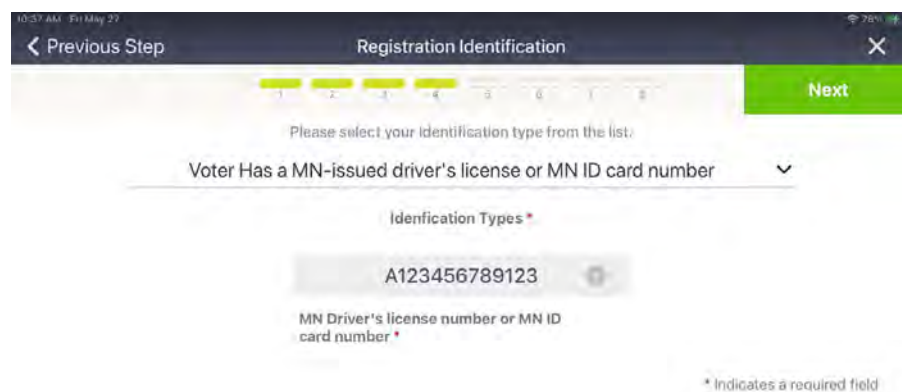 10:57 AM Fri May 27
78%
Previous Step
Registration Identification
1 2 3 4 5 6 7 8
Next
Please select your identification type from the list.
Voter Has a MN-issued driver's license or MN ID card number
Idenfication Types *
A123456789123
MN Driver's license number or MN ID
card number *
* Indicates a required field